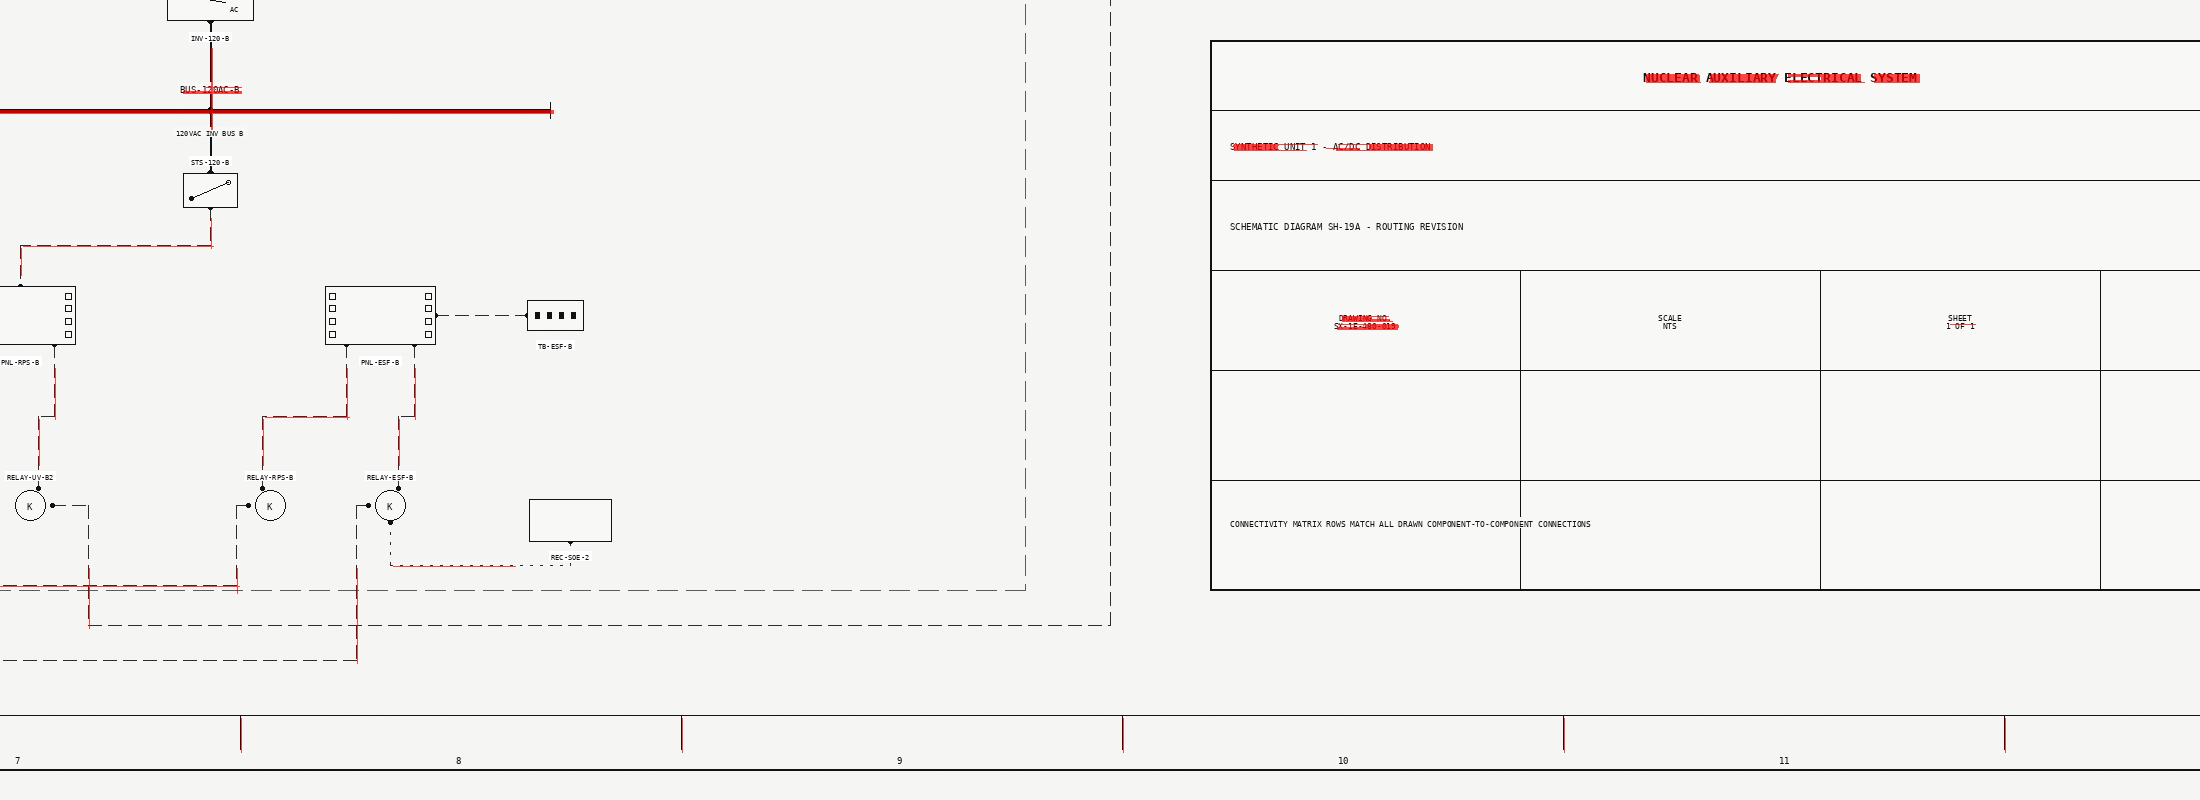 AC
INV-120-B
BUS-120AC-B
120VAC INV BUS B
STS-120-B
PNL-RPS-B
PNL-ESF-B
TB-ESF-B
RELAY-UV-B2
RELAY-RPS-B
RELAY-ESF-B
K
K
K
REC-SOE-2
NUCLEAR AUXILIARY ELECTRICAL SYSTEM
SYNTHETIC UNIT 1 - AC/DC DISTRIBUTION
SCHEMATIC DIAGRAM SH-19A - ROUTING REVISION
DRAWING NO.
SCALE
NTS
SHEET
1 OF 1
CONNECTIVITY MATRIX ROWS MATCH ALL DRAWN COMPONENT-TO-COMPONENT CONNECTIONS
7
8
9
10
11